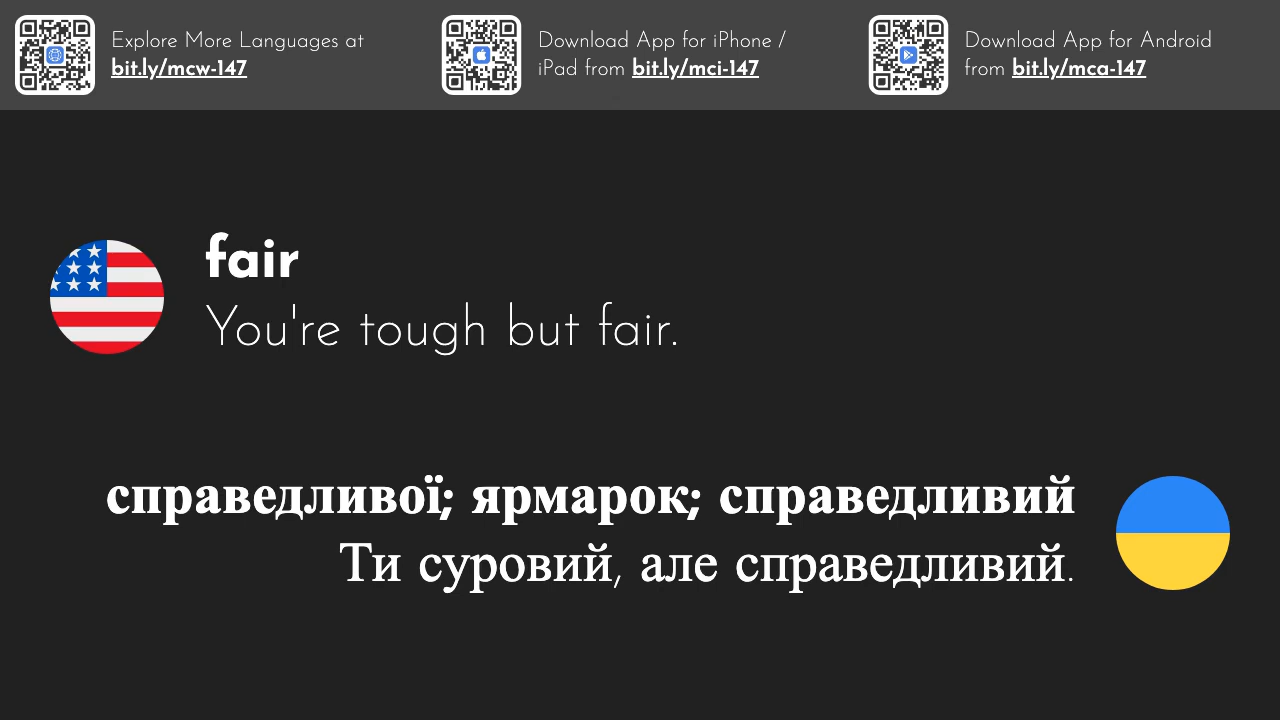 Explore More Languages at
bit.ly/mcw-147
Download App for iPhone /
iPad from bit.ly/mci-147
Download App for Android
from bit.ly/mca-147
fair
You're tough but fair.
справедливої; ярмарок; справедливий
Ти суровий, але справедливий.